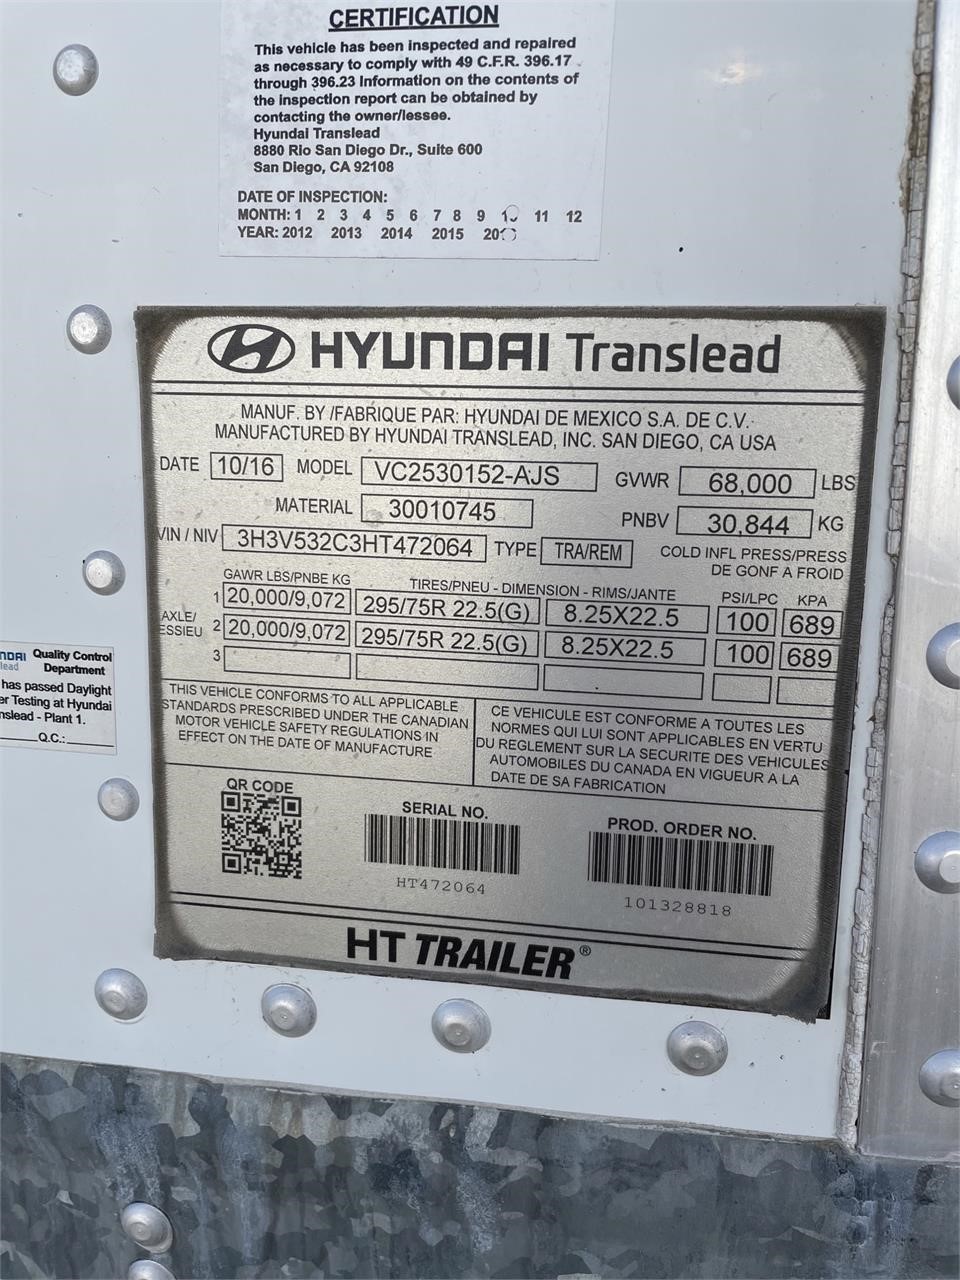 CERTIFICATION
This vehicle has been inspected and repaired
as necessary to comply with 49 C.F.R. 396.17
through 396.23 Information on the contents of
the inspection report can be obtained by
contacting the owner/lessee.
Hyundai Translead
8880 Rio San Diego Dr., Suite 600
San Diego, CA 92108
DATE OF INSPECTION:
MONTH: 1 2 3 4 5 6 7 8 9 11 12
YEAR: 2012 2013 2014 2015
HYUNDAI Translead
MANUF. BY /FABRIQUE PAR: HYUNDAI DE MEXICO S.A. DE C.V.
MANUFACTURED BY HYUNDAI TRANSLEAD, INC. SAN DIEGO, CA USA
DATE 10/16 MODEL VC2530152-AJS GVWR 68,000 LBS
MATERIAL 30010745 PNBV 30,844 KG
VIN / NIV 3H3V532C3HT472064 TYPE TRA/REM
COLD INFL PRESS/PRESS
DE GONF A FROID
GAWR LBS/PNBE KG TIRES/PNEU - DIMENSION - RIMS/JANTE PSI/LPC KPA
AXLE/
ESSIEU
1 20,000/9,072 295/75R 22.5(G) 8.25X22.5 100 689
2 20,000/9,072 295/75R 22.5(G) 8.25X22.5 100 689
3
THIS VEHICLE CONFORMS TO ALL APPLICABLE
STANDARDS PRESCRIBED UNDER THE CANADIAN
MOTOR VEHICLE SAFETY REGULATIONS IN
EFFECT ON THE DATE OF MANUFACTURE
CE VEHICULE EST CONFORME A TOUTES LES
NORMES QUI LUI SONT APPLICABLES EN VERTU
DU REGLEMENT SUR LA SECURITE DES VEHICULES
AUTOMOBILES DU CANADA EN VIGUEUR A LA
DATE DE SA FABRICATION
QR CODE
SERIAL NO.
HT472064
PROD. ORDER NO.
101328818
HT TRAILER®
NDAI Quality Control
lead Department
has passed Daylight
er Testing at Hyundai
nslead - Plant 1.
Q.C.: